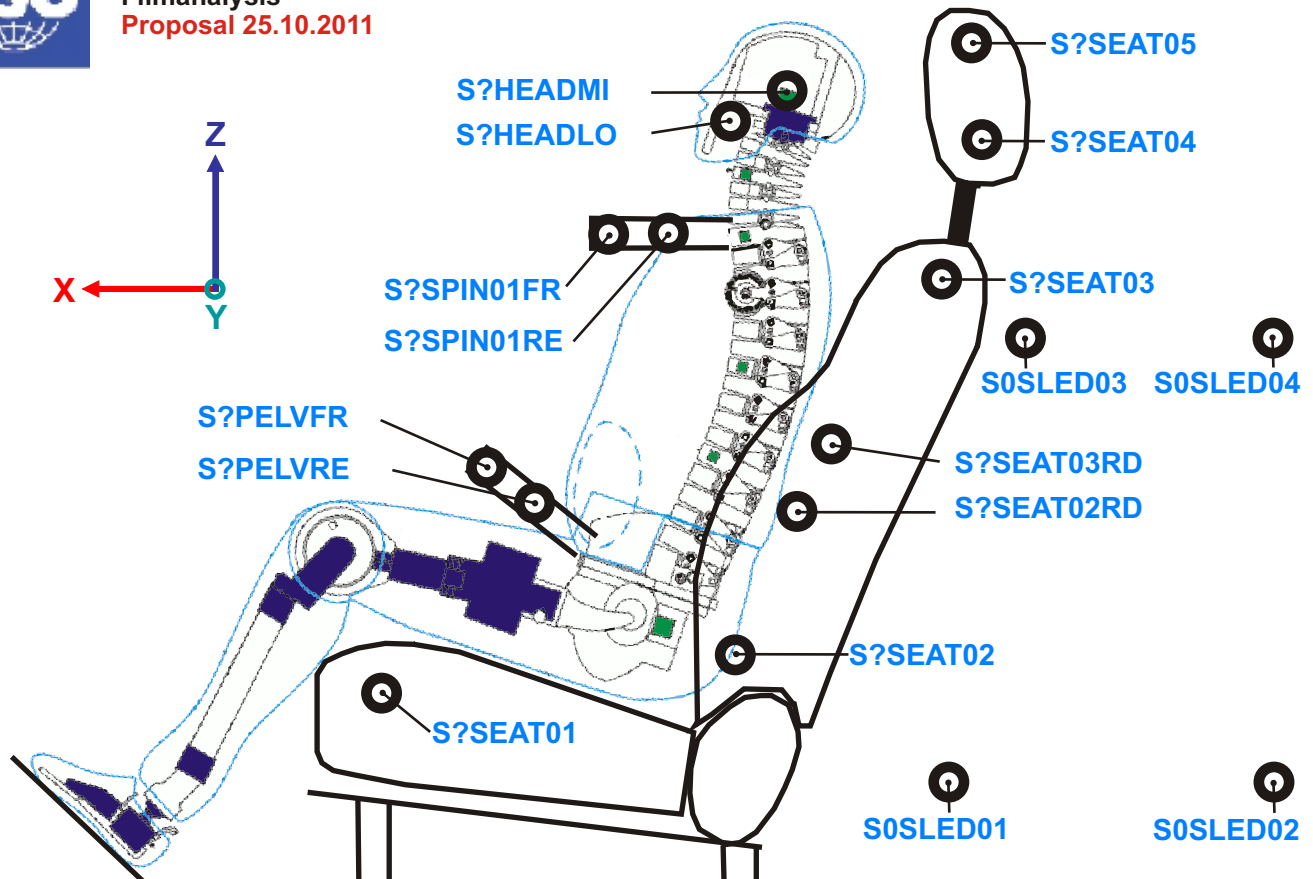 Proposal 25.10.2011
S?SEAT05
S?HEADMI
S?HEADLO
S?SEAT04
Z
X
Y
S?SPIN01FR
S?SPIN01RE
S?SEAT03
S0SLED03
S0SLED04
S?PELVFR
S?PELVRE
S?SEAT03RD
S?SEAT02RD
S?SEAT02
S?SEAT01
S0SLED01
S0SLED02